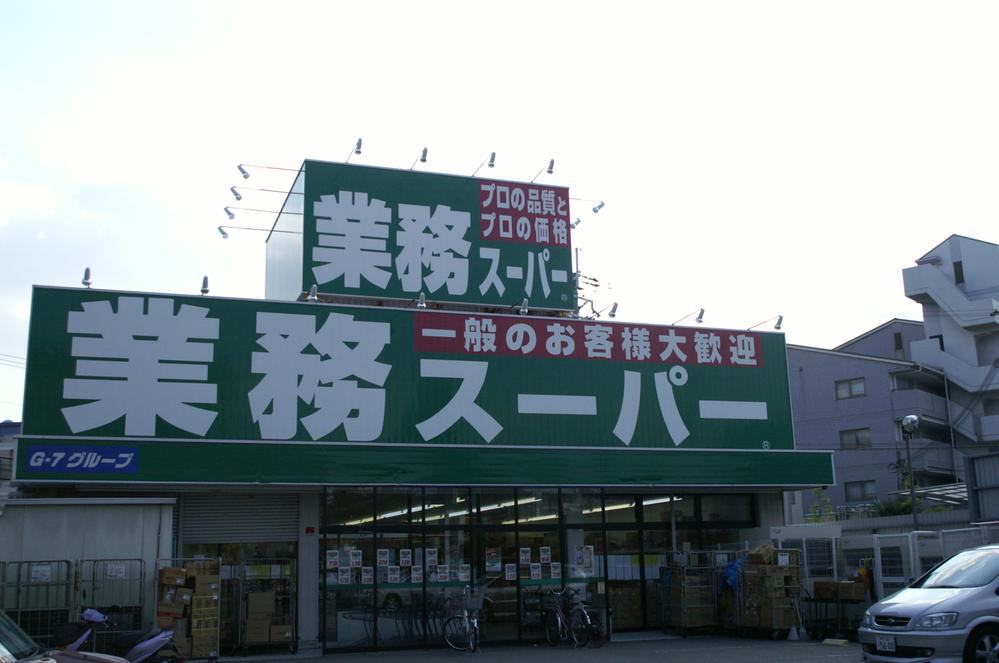 プロの品質と
プロの価格
業務スーパー
®
一般のお客様大歓迎
業務スーパー
®
G-7 グループ